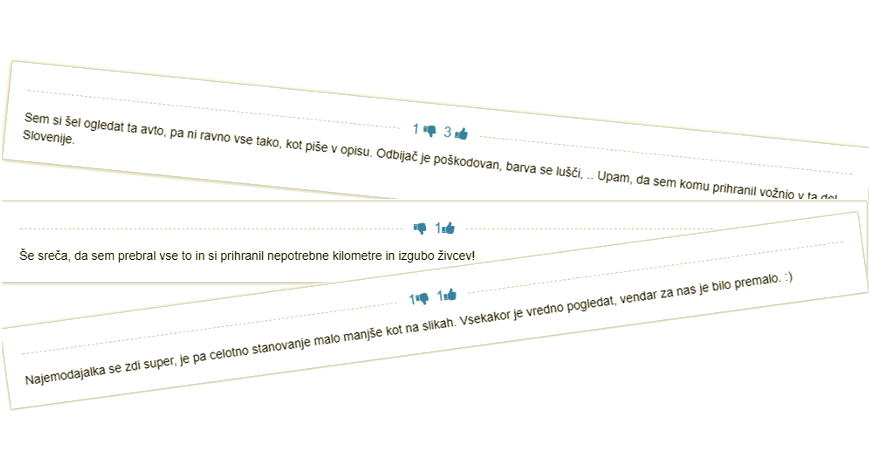 1 3
Sem si šel ogledat ta avto, pa ni ravno vse tako, kot piše v opisu. Odbijač je poškodovan, barva se lušči, .. Upam, da sem komu prihranil vožnjo v ta del
Slovenije.
1
Še sreča, da sem prebral vse to in si prihranil nepotrebne kilometre in izgubo živcev!
1 1
Najemodajalka se zdi super, je pa celotno stanovanje malo manjše kot na slikah. Vsekakor je vredno pogledat, vendar za nas je bilo premalo. :)